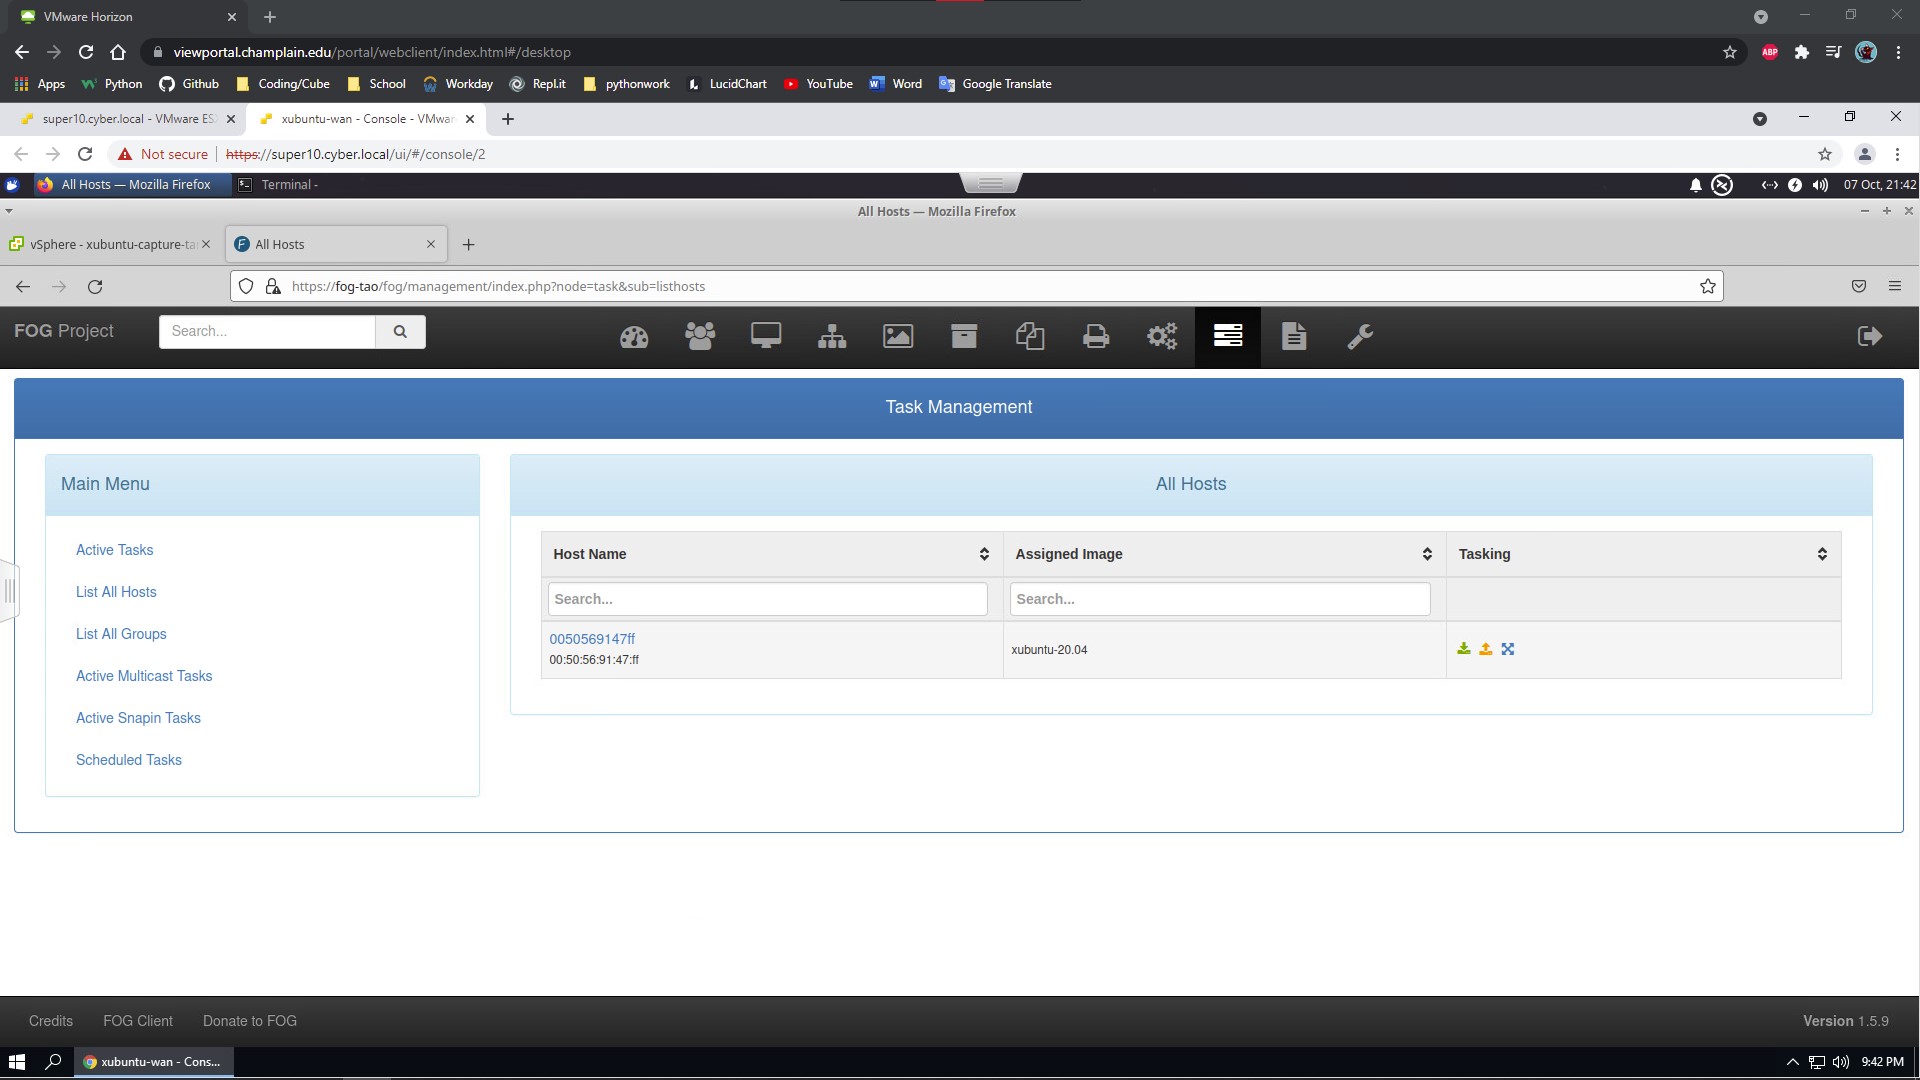 VMware Horizon
viewportal.champlain.edu/portal/webclient/index.html#/desktop
ABP
Apps Python Github Coding/Cube School Workday Repl.it pythonwork LucidChart YouTube Word Google Translate
super10.cyber.local - VMware ES xubuntu-wan - Console - VMwar
Not secure https://super10.cyber.local/ui/#/console/2
All Hosts — Mozilla Firefox Terminal - 07 Oct, 21:42
All Hosts — Mozilla Firefox
vSphere - xubuntu-capture-ta All Hosts
https://fog-tao/fog/management/index.php?node=task&sub=listhosts
FOG Project Search...
Task Management
Main Menu
Active Tasks
List All Hosts
List All Groups
Active Multicast Tasks
Active Snapin Tasks
Scheduled Tasks
All Hosts
Host Name Assigned Image Tasking
Search... Search...
0050569147ff
00:50:56:91:47:ff
xubuntu-20.04
Credits FOG Client Donate to FOG Version 1.5.9
xubuntu-wan - Cons... 9:42 PM